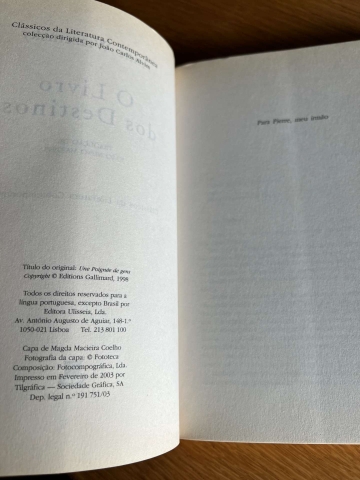 Clássicos da Literatura Contemporânea
colecção dirigida por João Carlos Alvim
Título do original: Une Poignée de gens
Copyright © Editions Gallimard, 1998
Todos os direitos reservados para a
língua portuguesa, excepto Brasil por
Editora Ulisseia, Lda.
Av. António Augusto de Aguiar, 148-1.º
1050-021 Lisboa Tel. 213 801 100
Capa de Magda Macieira Coelho
Fotografia da capa: © Fototeca
Composição: Fotocompográfica, Lda.
Impresso em Fevereiro de 2003 por
Tilgráfica — Sociedade Gráfica, SA
Dep. legal n.º 191 751/03
Para Pierre, meu irmão
O Livro
dos Destinos